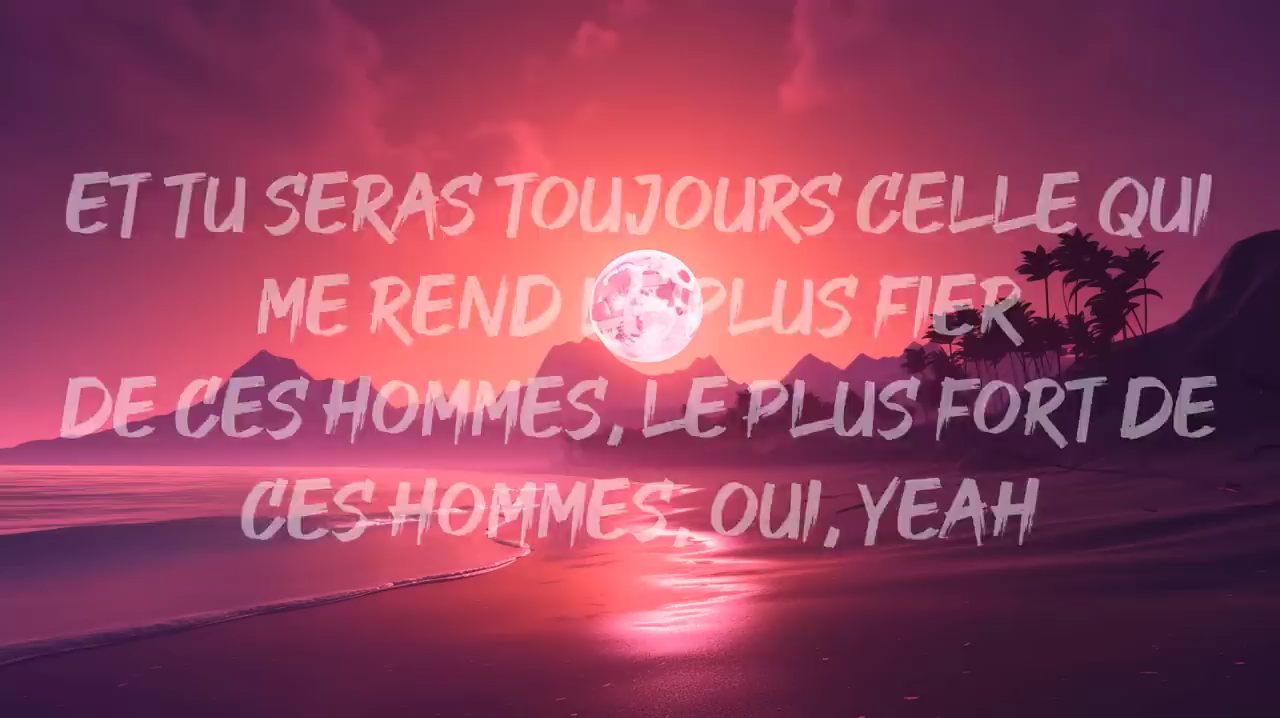 ET TU SERAS TOUJOURS CELLE QUI
ME REND LE PLUS FIER
DE CES HOMMES, LE PLUS FORT DE
CES HOMMES, OUI, YEAH